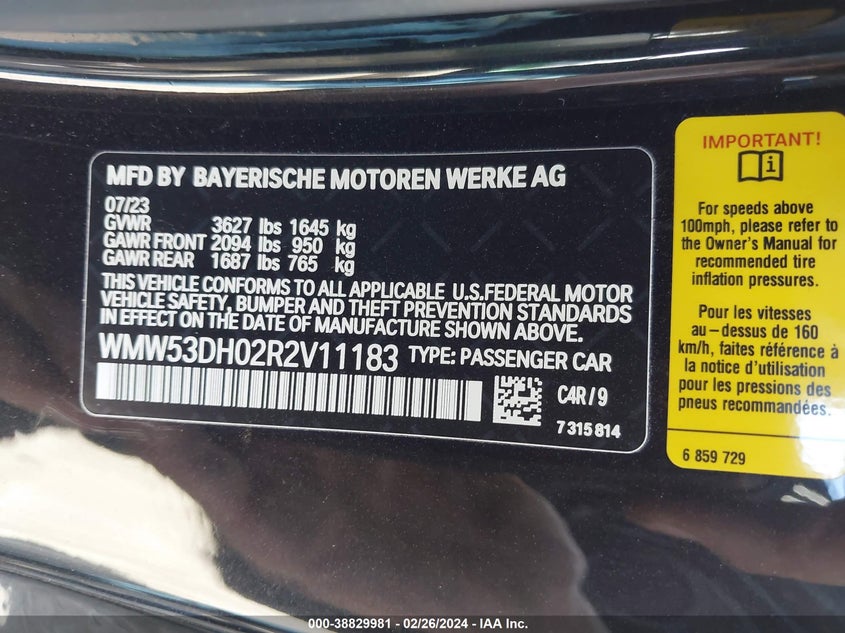 MFD BY BAYERISCHE MOTOREN WERKE AG
07/23
GVWR 3627 lbs 1645 kg
GAWR FRONT 2094 lbs 950 kg
GAWR REAR 1687 lbs 765 kg
THIS VEHICLE CONFORMS TO ALL APPLICABLE U.S.FEDERAL MOTOR
VEHICLE SAFETY, BUMPER AND THEFT PREVENTION STANDARDS
IN EFFECT ON THE DATE OF MANUFACTURE SHOWN ABOVE.
WMW53DH02R2V11183 TYPE: PASSENGER CAR
C4R/9
7 315 814
IMPORTANT!
For speeds above
100mph, please refer to
the Owner's Manual for
recommended tire
inflation pressures.
Pour les vitesses
au-dessus de 160
km/h, faites référence à
la notice d'utilisation
pour les pressions des
pneus recommandées.
6 859 729
000-38829981 - 02/26/2024 - IAA Inc.